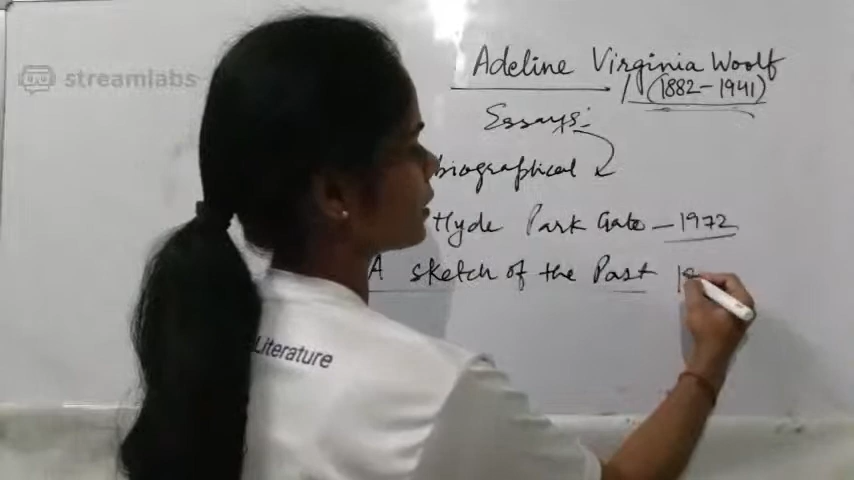 streamlabs
Adeline Virginia Woolf
(1882-1941)
Essays:-
biographical
Hyde Park Gate - 1972
A sketch of the Past
Literature